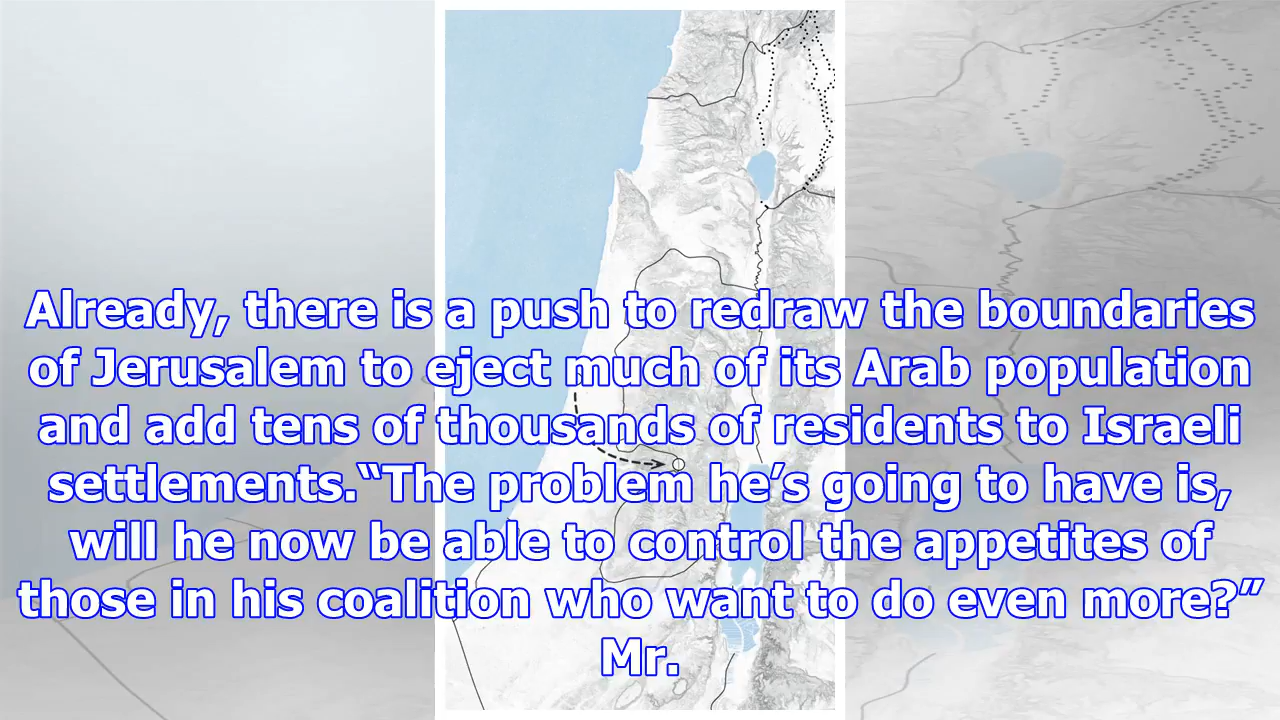 Already, there is a push to redraw the boundaries
of Jerusalem to eject much of its Arab population
and add tens of thousands of residents to Israeli
settlements.“The problem he’s going to have is,
will he now be able to control the appetites of
those in his coalition who want to do even more?”
Mr.